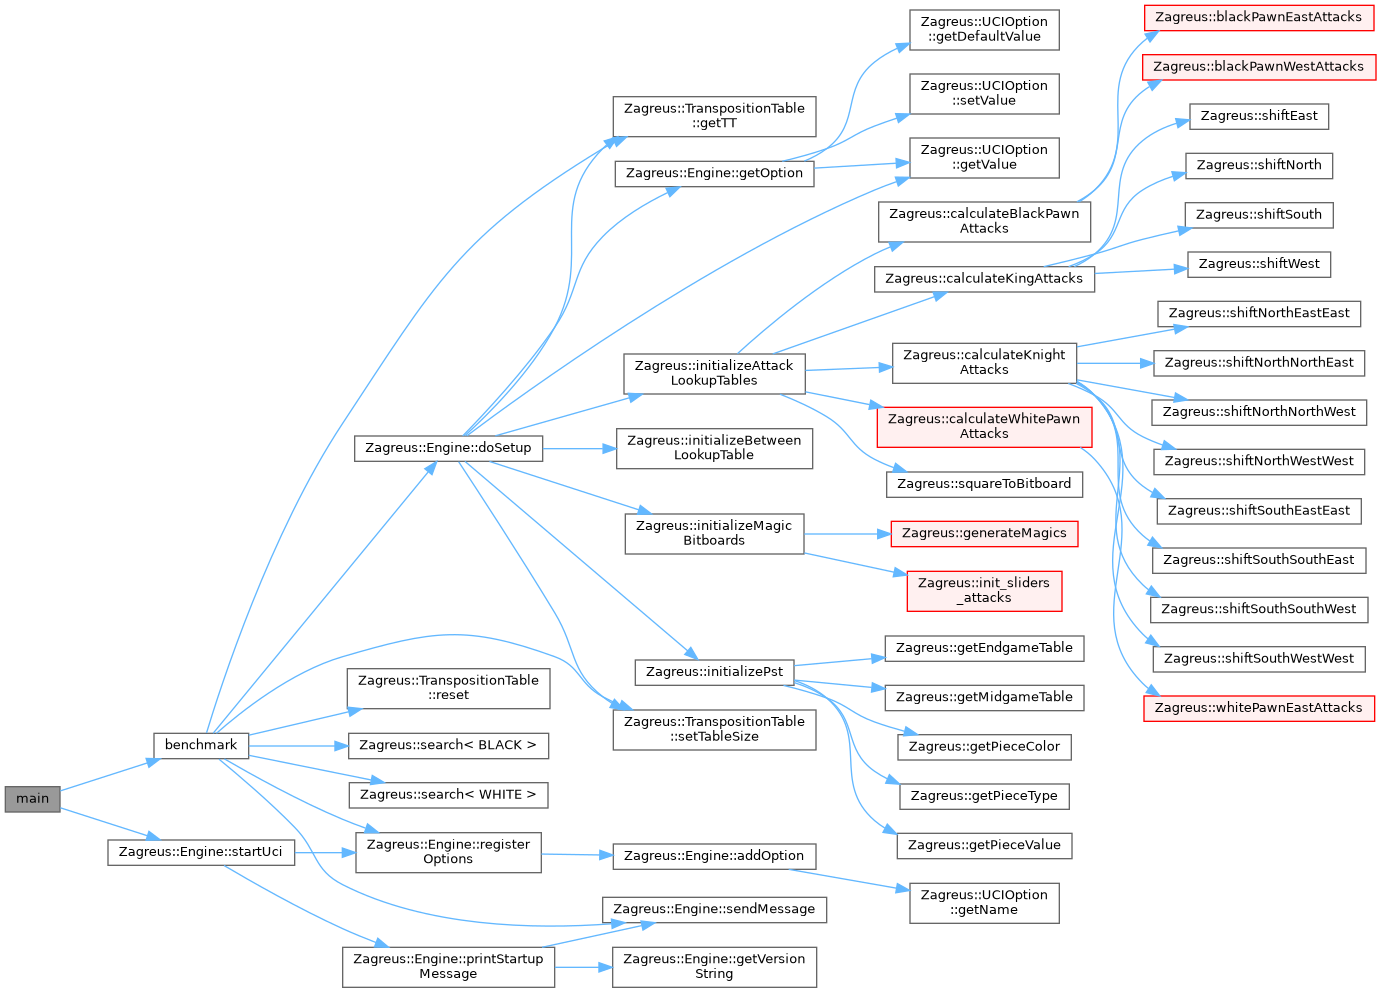 main
benchmark
Zagreus::Engine::startUci
Zagreus::Engine::doSetup
Zagreus::TranspositionTable
::reset
Zagreus::search< BLACK >
Zagreus::search< WHITE >
Zagreus::Engine::register
Options
Zagreus::Engine::printStartup
Message
Zagreus::TranspositionTable
::getTT
Zagreus::Engine::getOption
Zagreus::initializeAttack
LookupTables
Zagreus::initializeBetween
LookupTable
Zagreus::initializeMagic
Bitboards
Zagreus::initializePst
Zagreus::TranspositionTable
::setTableSize
Zagreus::Engine::addOption
Zagreus::Engine::sendMessage
Zagreus::Engine::getVersion
String
Zagreus::UCIOption
::getDefaultValue
Zagreus::UCIOption
::setValue
Zagreus::UCIOption
::getValue
Zagreus::calculateBlackPawn
Attacks
Zagreus::calculateKingAttacks
Zagreus::calculateKnight
Attacks
Zagreus::calculateWhitePawn
Attacks
Zagreus::squareToBitboard
Zagreus::generateMagics
Zagreus::init_sliders
_attacks
Zagreus::getEndgameTable
Zagreus::getMidgameTable
Zagreus::getPieceColor
Zagreus::getPieceType
Zagreus::getPieceValue
Zagreus::UCIOption
::getName
Zagreus::blackPawnEastAttacks
Zagreus::blackPawnWestAttacks
Zagreus::shiftEast
Zagreus::shiftNorth
Zagreus::shiftSouth
Zagreus::shiftWest
Zagreus::shiftNorthEastEast
Zagreus::shiftNorthNorthEast
Zagreus::shiftNorthNorthWest
Zagreus::shiftNorthWestWest
Zagreus::shiftSouthEastEast
Zagreus::shiftSouthSouthEast
Zagreus::shiftSouthSouthWest
Zagreus::shiftSouthWestWest
Zagreus::whitePawnEastAttacks